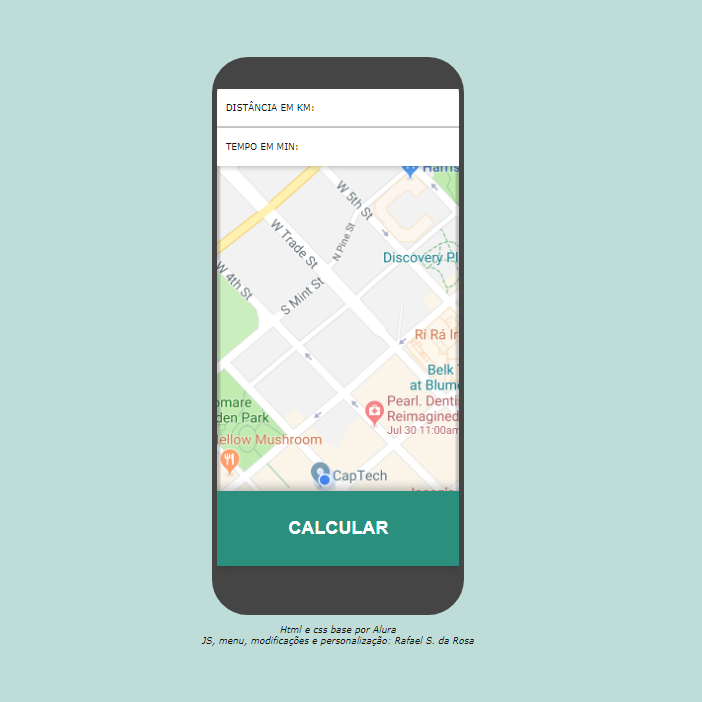 DISTÂNCIA EM KM:
TEMPO EM MIN:
Harris
W 5th St
W Trade St
N Pine St
Discovery Pl
W 4th St
S Mint St
Rí Rá Ir
Belk T
at Blume
omare
den Park
Pearl. Denti
Reimagined
Jul 30 11:00am
ellow Mushroom
CapTech
CALCULAR
Html e css base por Alura
JS, menu, modificações e personalização: Rafael S. da Rosa